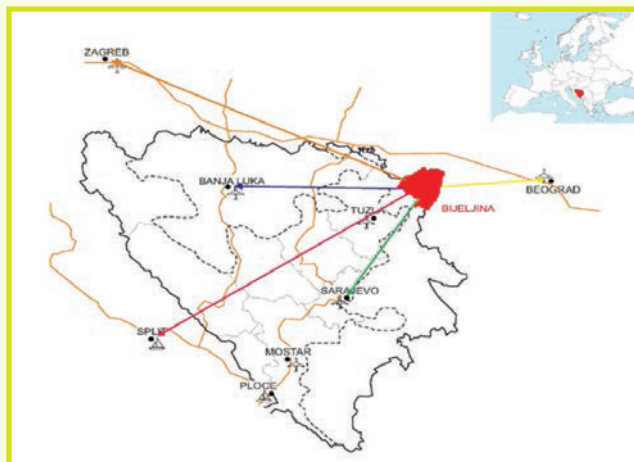 ZAGREB
BANJA LUKA
BEOGRAD
BIJELJINA
TUZLA
SARAJEVO
SPLIT
MOSTAR
PLOCE